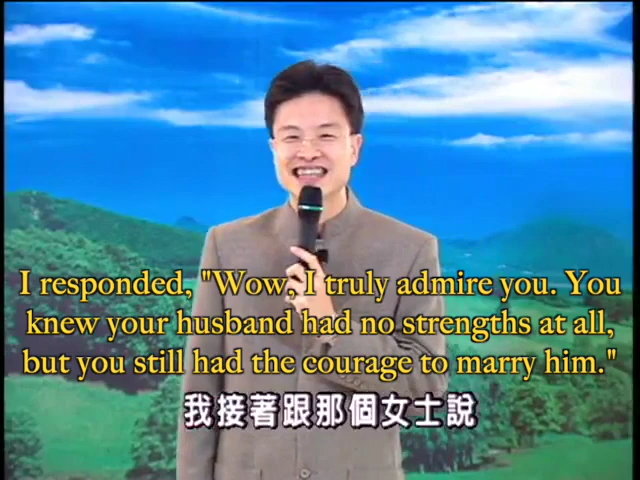 I responded, "Wow, I truly admire you. You
knew your husband had no strengths at all,
but you still had the courage to marry him."
我接著跟那個女士說